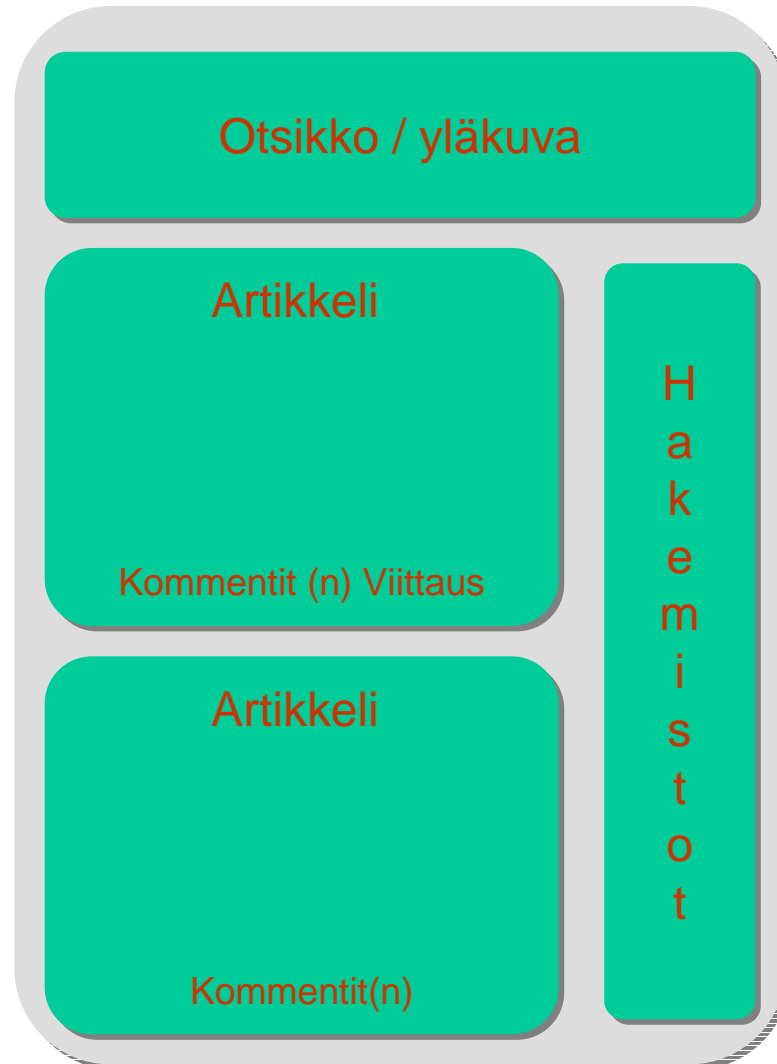 Otsikko / yläkuva
Artikkeli
Kommentit (n) Viittaus
Artikkeli
Kommentit(n)
H
a
k
e
m
i
s
t
o
t